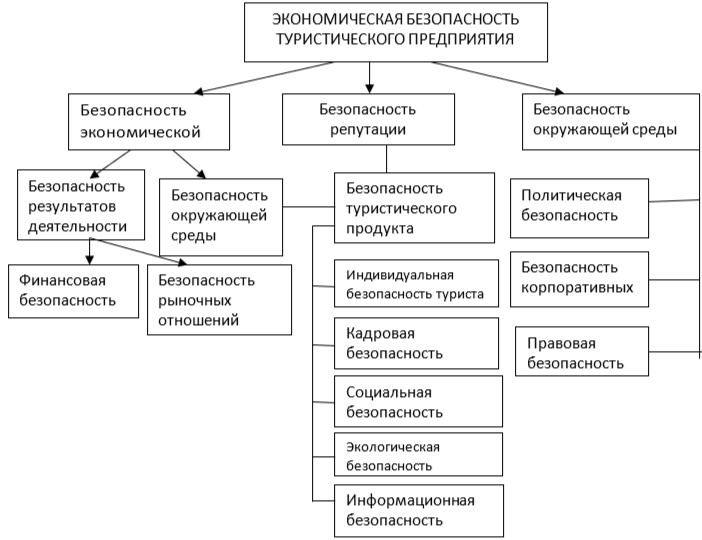 ЭКОНОМИЧЕСКАЯ БЕЗОПАСНОСТЬ
ТУРИСТИЧЕСКОГО ПРЕДПРИЯТИЯ
Безопасность
экономической
Безопасность
репутации
Безопасность
окружающей среды
Безопасность
результатов
деятельности
Безопасность
окружающей
среды
Безопасность
туристического
продукта
Политическая
безопасность
Финансовая
безопасность
Безопасность
рыночных
отношений
Индивидуальная
безопасность туриста
Безопасность
корпоративных
Кадровая
безопасность
Правовая
безопасность
Социальная
безопасность
Экологическая
безопасность
Информационная
безопасность